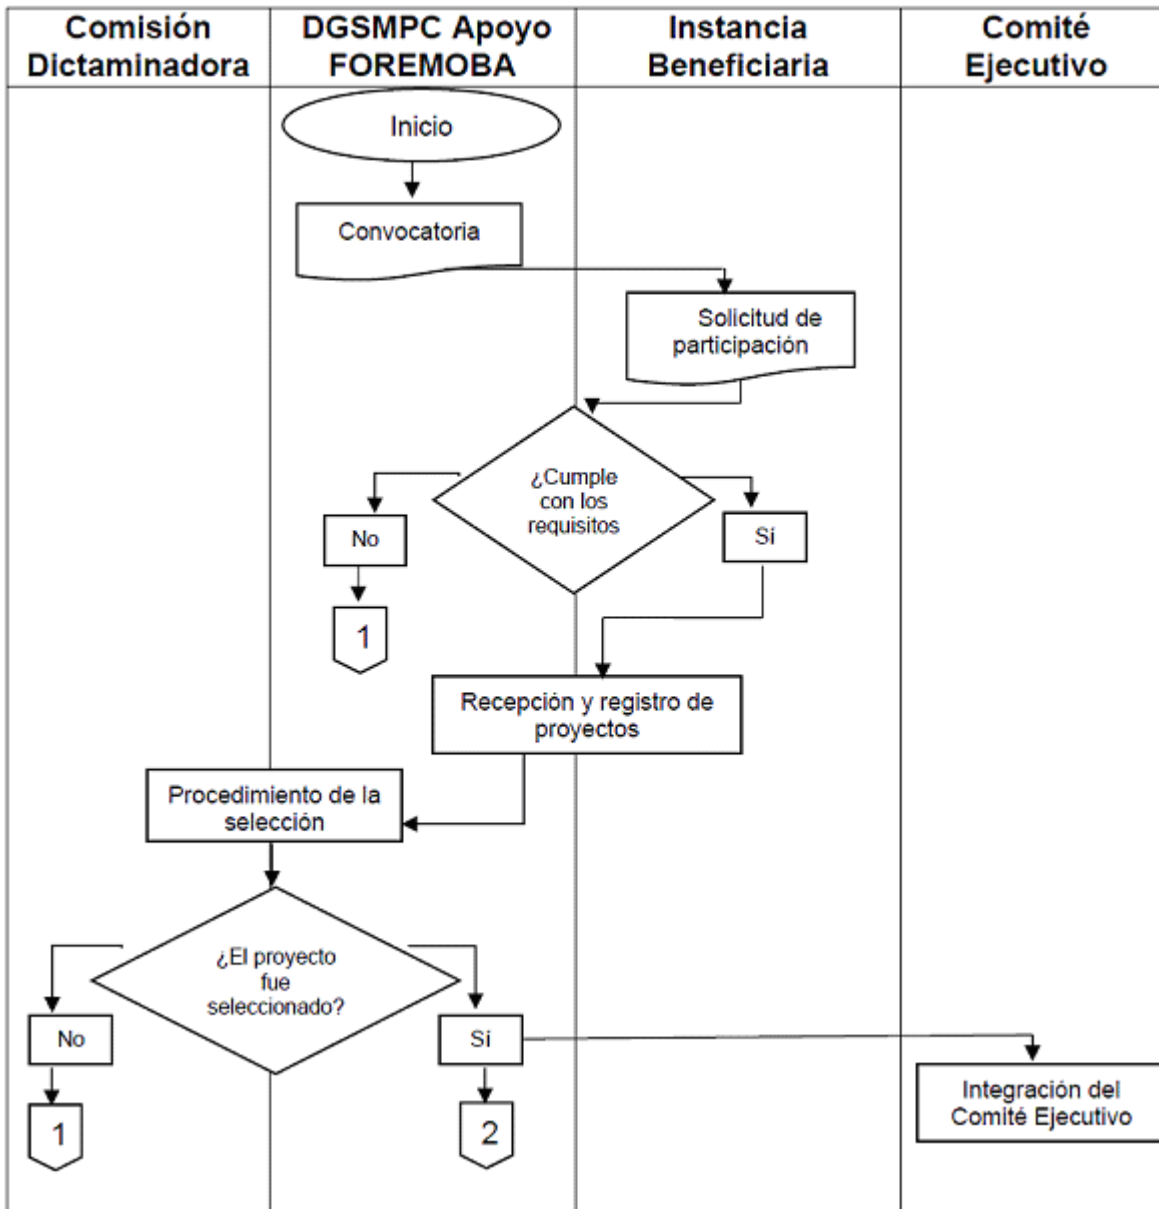 Comisión
Dictaminadora
DGSMPC Apoyo
FOREMOBA
Instancia
Beneficiaria
Comité
Ejecutivo
Inicio
Convocatoria
Solicitud de
participación
¿Cumple
con los
requisitos
No
Sí
1
Recepción y registro de
proyectos
Procedimiento de la
selección
¿El proyecto
fue
seleccionado?
No
Sí
Integración del
Comité Ejecutivo
1
2